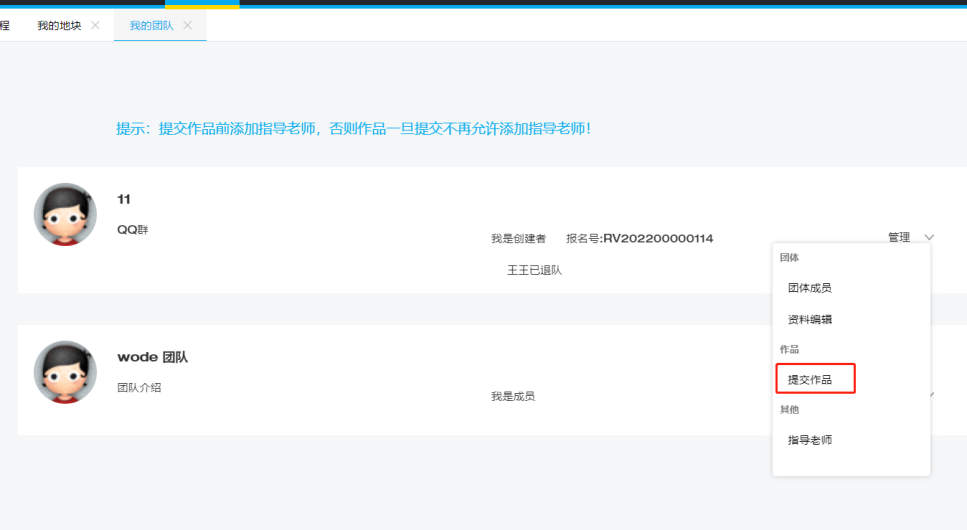 程 我的地块 我的团队
提示：提交作品前添加指导老师，否则作品一旦提交不再允许添加指导老师！
11
QQ群
我是创建者 报名号:RV202200000114 管理
王王已退队
团体
团体成员
资料编辑
作品
提交作品
其他
指导老师
wode 团队
团队介绍
我是成员